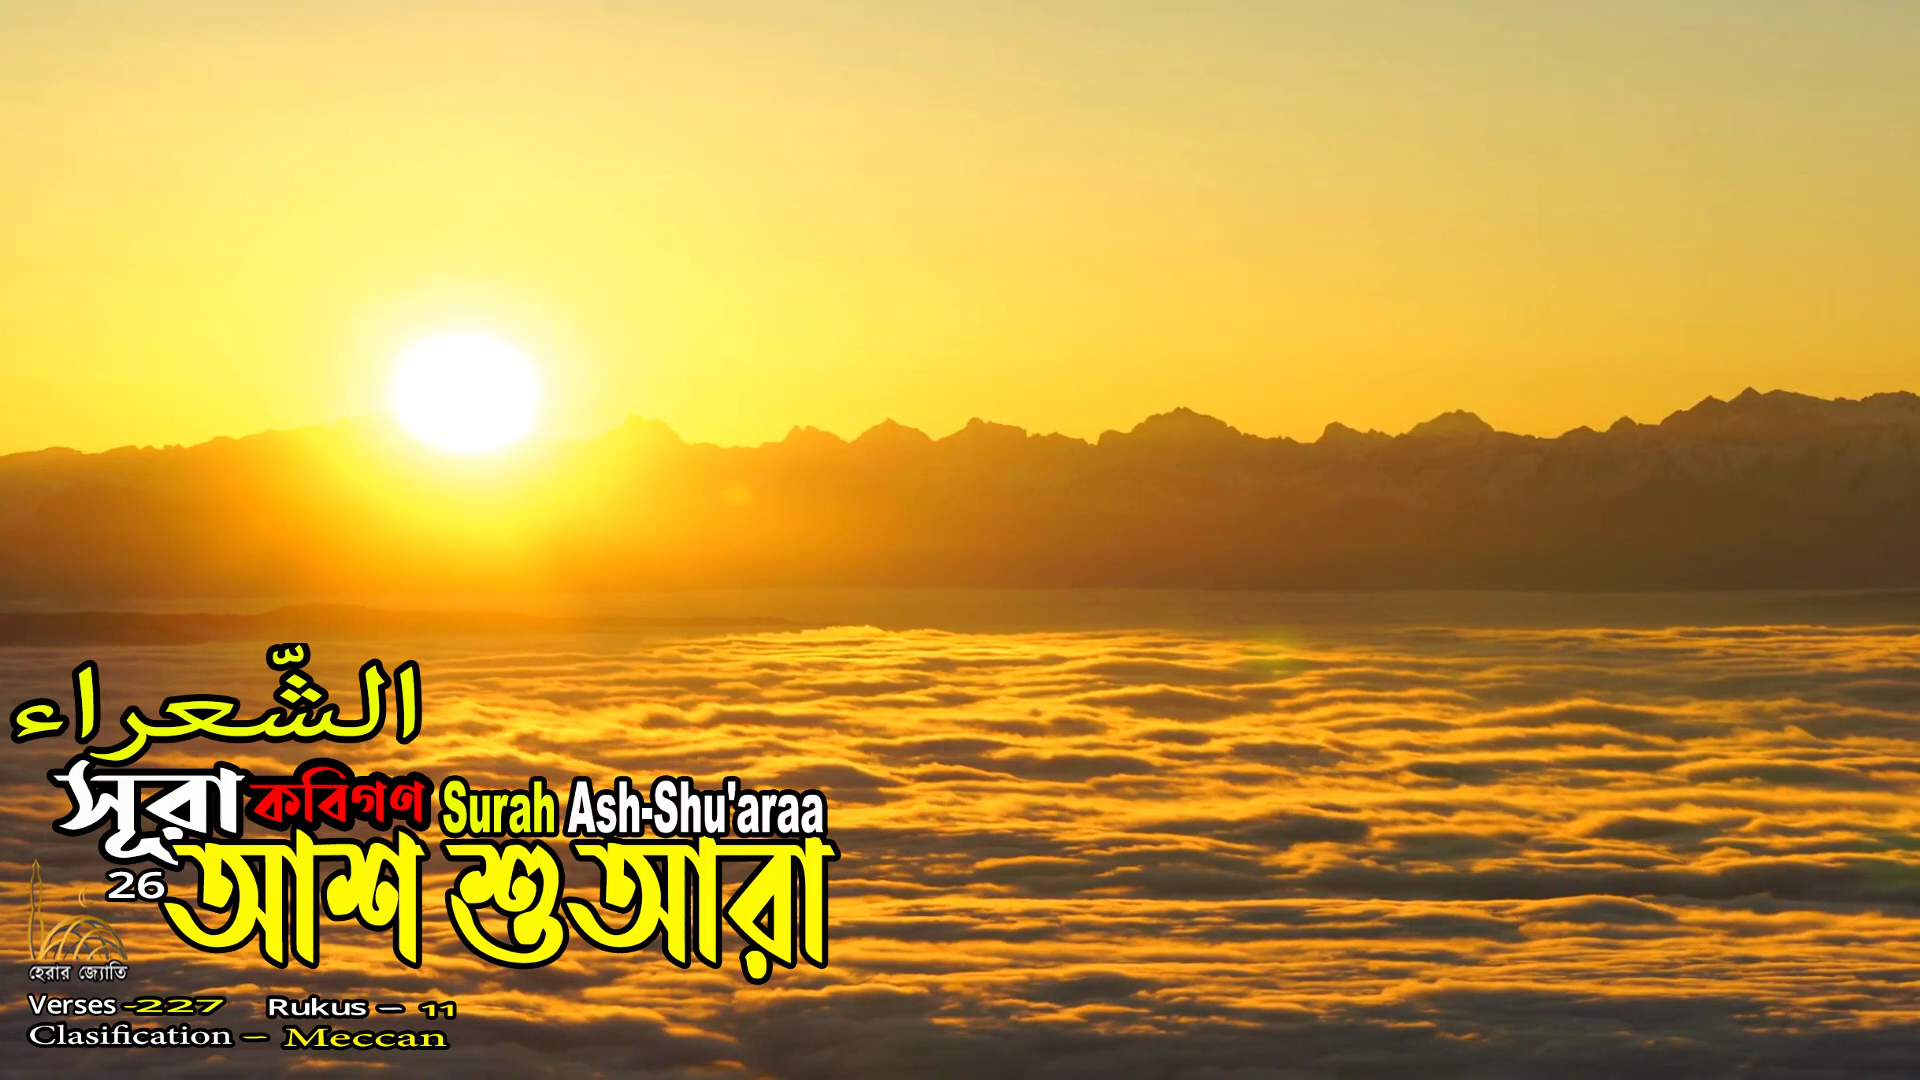 الشّعراء
সূরা কবিগণ Surah Ash-Shu'araa
26 আশ শুআরা
হেরার জ্যোতি
Verses -227 Rukus – 11
Clasification – Meccan